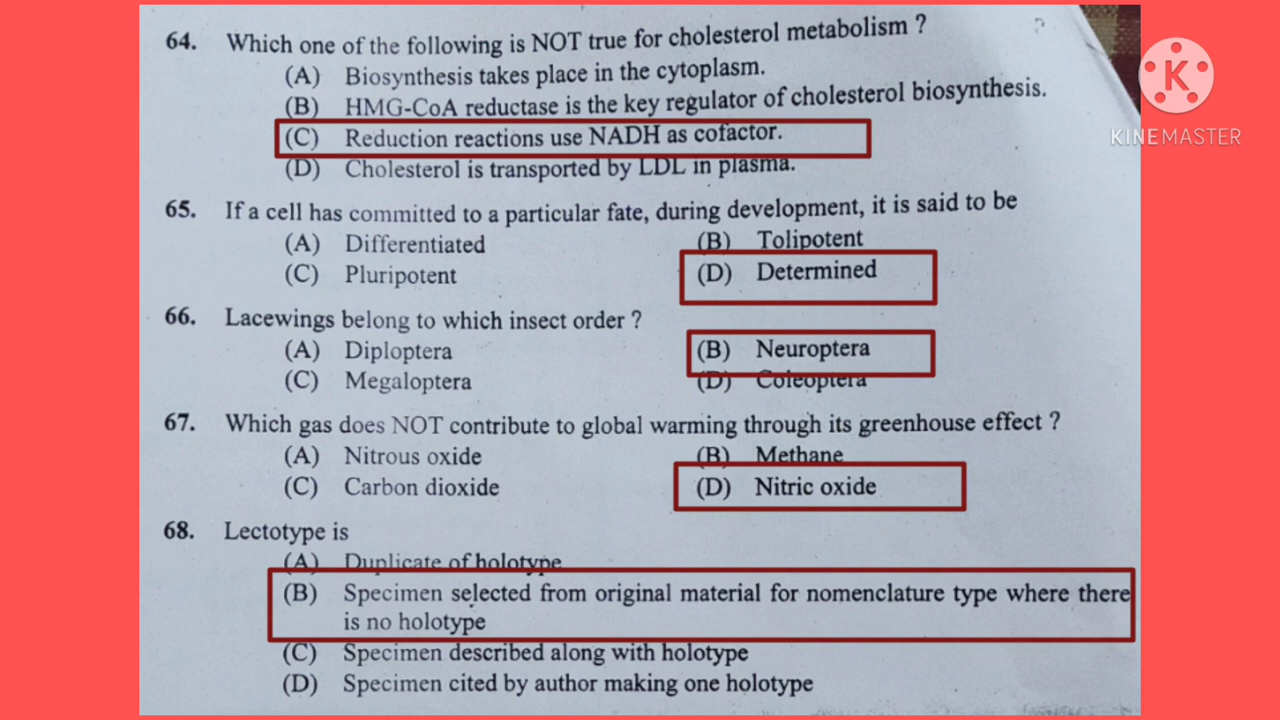 64. Which one of the following is NOT true for cholesterol metabolism ?
(A) Biosynthesis takes place in the cytoplasm.
(B) HMG-CoA reductase is the key regulator of cholesterol biosynthesis.
(C) Reduction reactions use NADH as cofactor.
(D) Cholesterol is transported by LDL in plasma.
65. If a cell has committed to a particular fate, during development, it is said to be
(A) Differentiated (B) Tolipotent
(C) Pluripotent (D) Determined
66. Lacewings belong to which insect order ?
(A) Diploptera (B) Neuroptera
(C) Megaloptera (D) Coleoptera
67. Which gas does NOT contribute to global warming through its greenhouse effect ?
(A) Nitrous oxide (B) Methane
(C) Carbon dioxide (D) Nitric oxide
68. Lectotype is
(A) Duplicate of holotype
(B) Specimen selected from original material for nomenclature type where there
is no holotype
(C) Specimen described along with holotype
(D) Specimen cited by author making one holotype
?
K
KINEMASTER